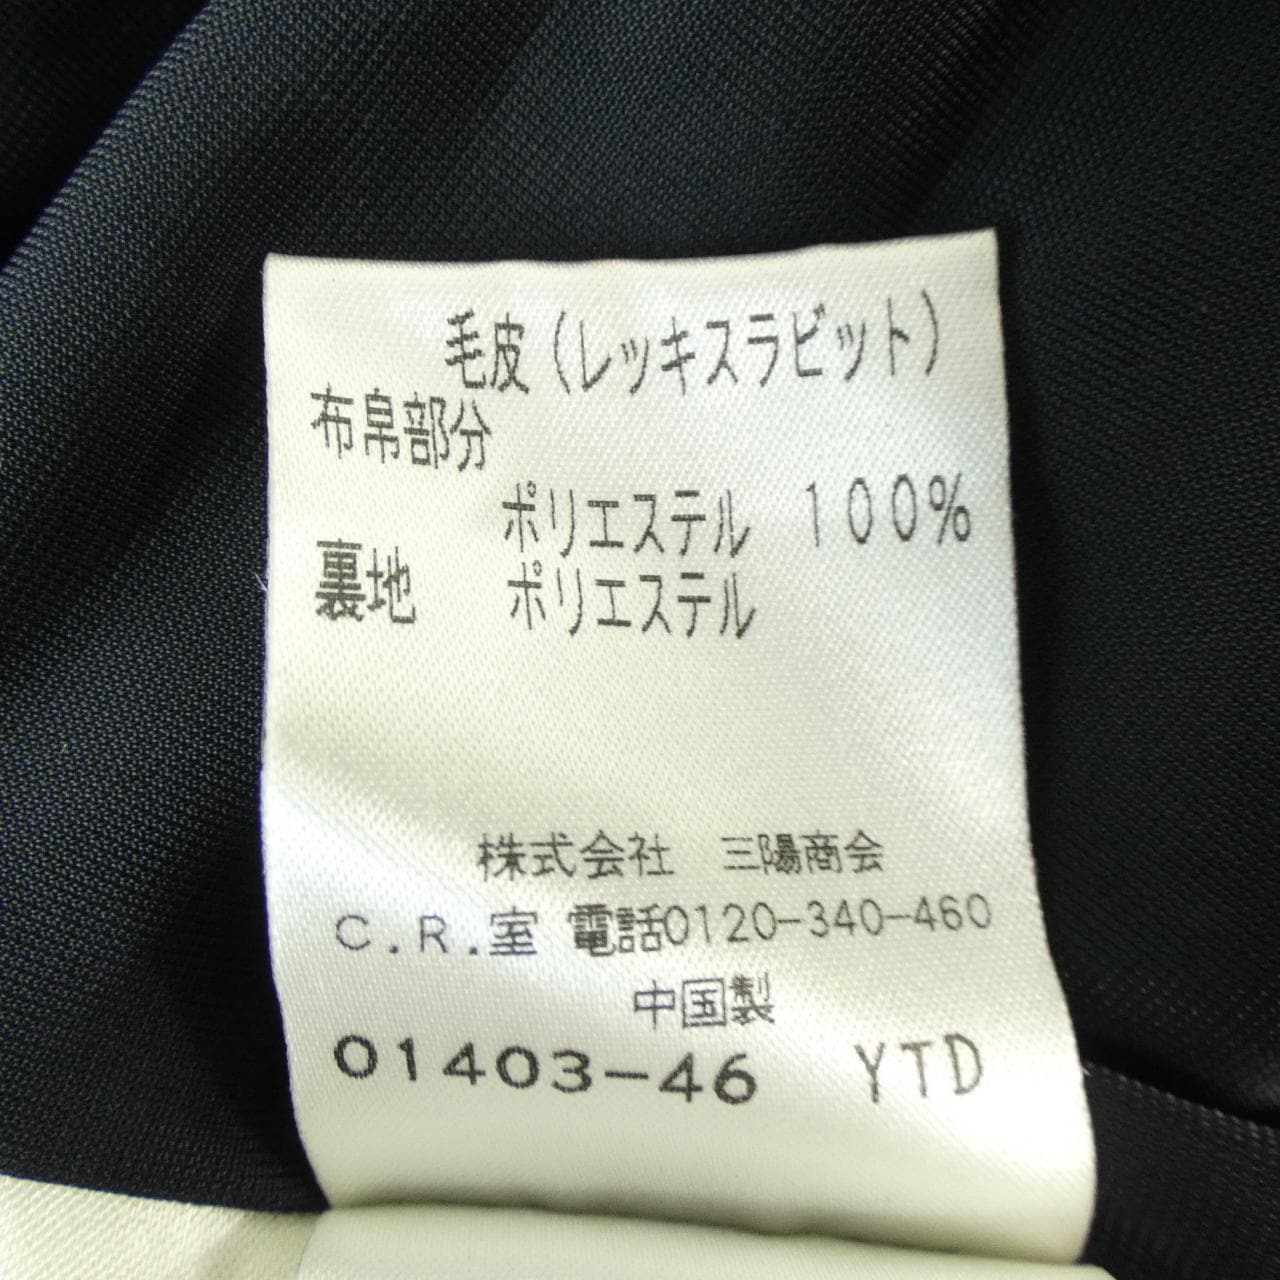 毛皮(レッキスラビット)
布帛部分
ポリエステル 100%
裏地 ポリエステル
株式会社 三陽商会
C.R.室 電話0120-340-460
中国製
01403-46 YTD